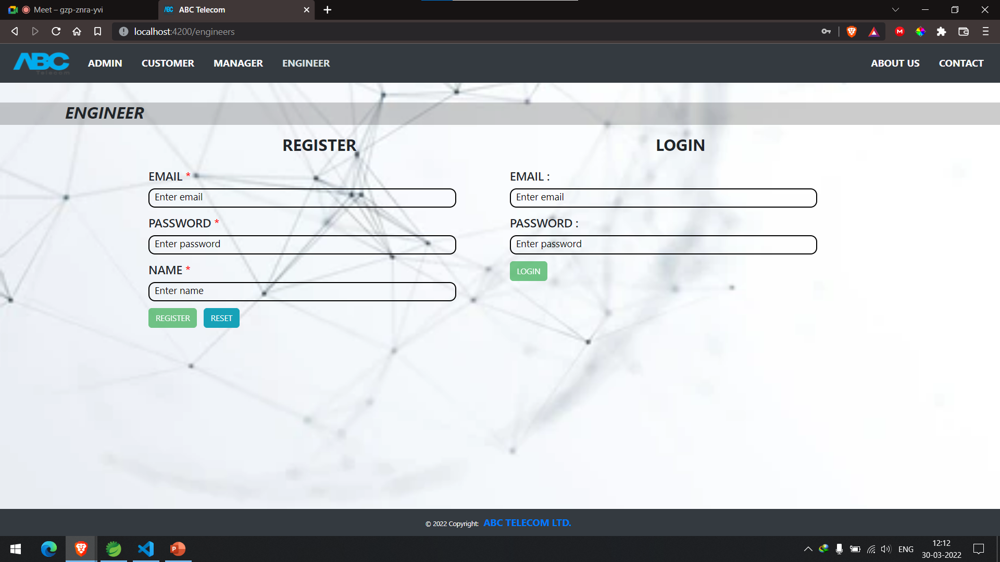 Meet – gzp-znra-yvi
ABC ABC Telecom
localhost:4200/engineers
ABC
Telecom
ADMIN CUSTOMER MANAGER ENGINEER ABOUT US CONTACT
ENGINEER
REGISTER
EMAIL *
Enter email
PASSWORD *
Enter password
NAME *
Enter name
REGISTER RESET
LOGIN
EMAIL :
Enter email
PASSWORD :
Enter password
LOGIN
© 2022 Copyright: ABC TELECOM LTD.
ENG
12:12
30-03-2022